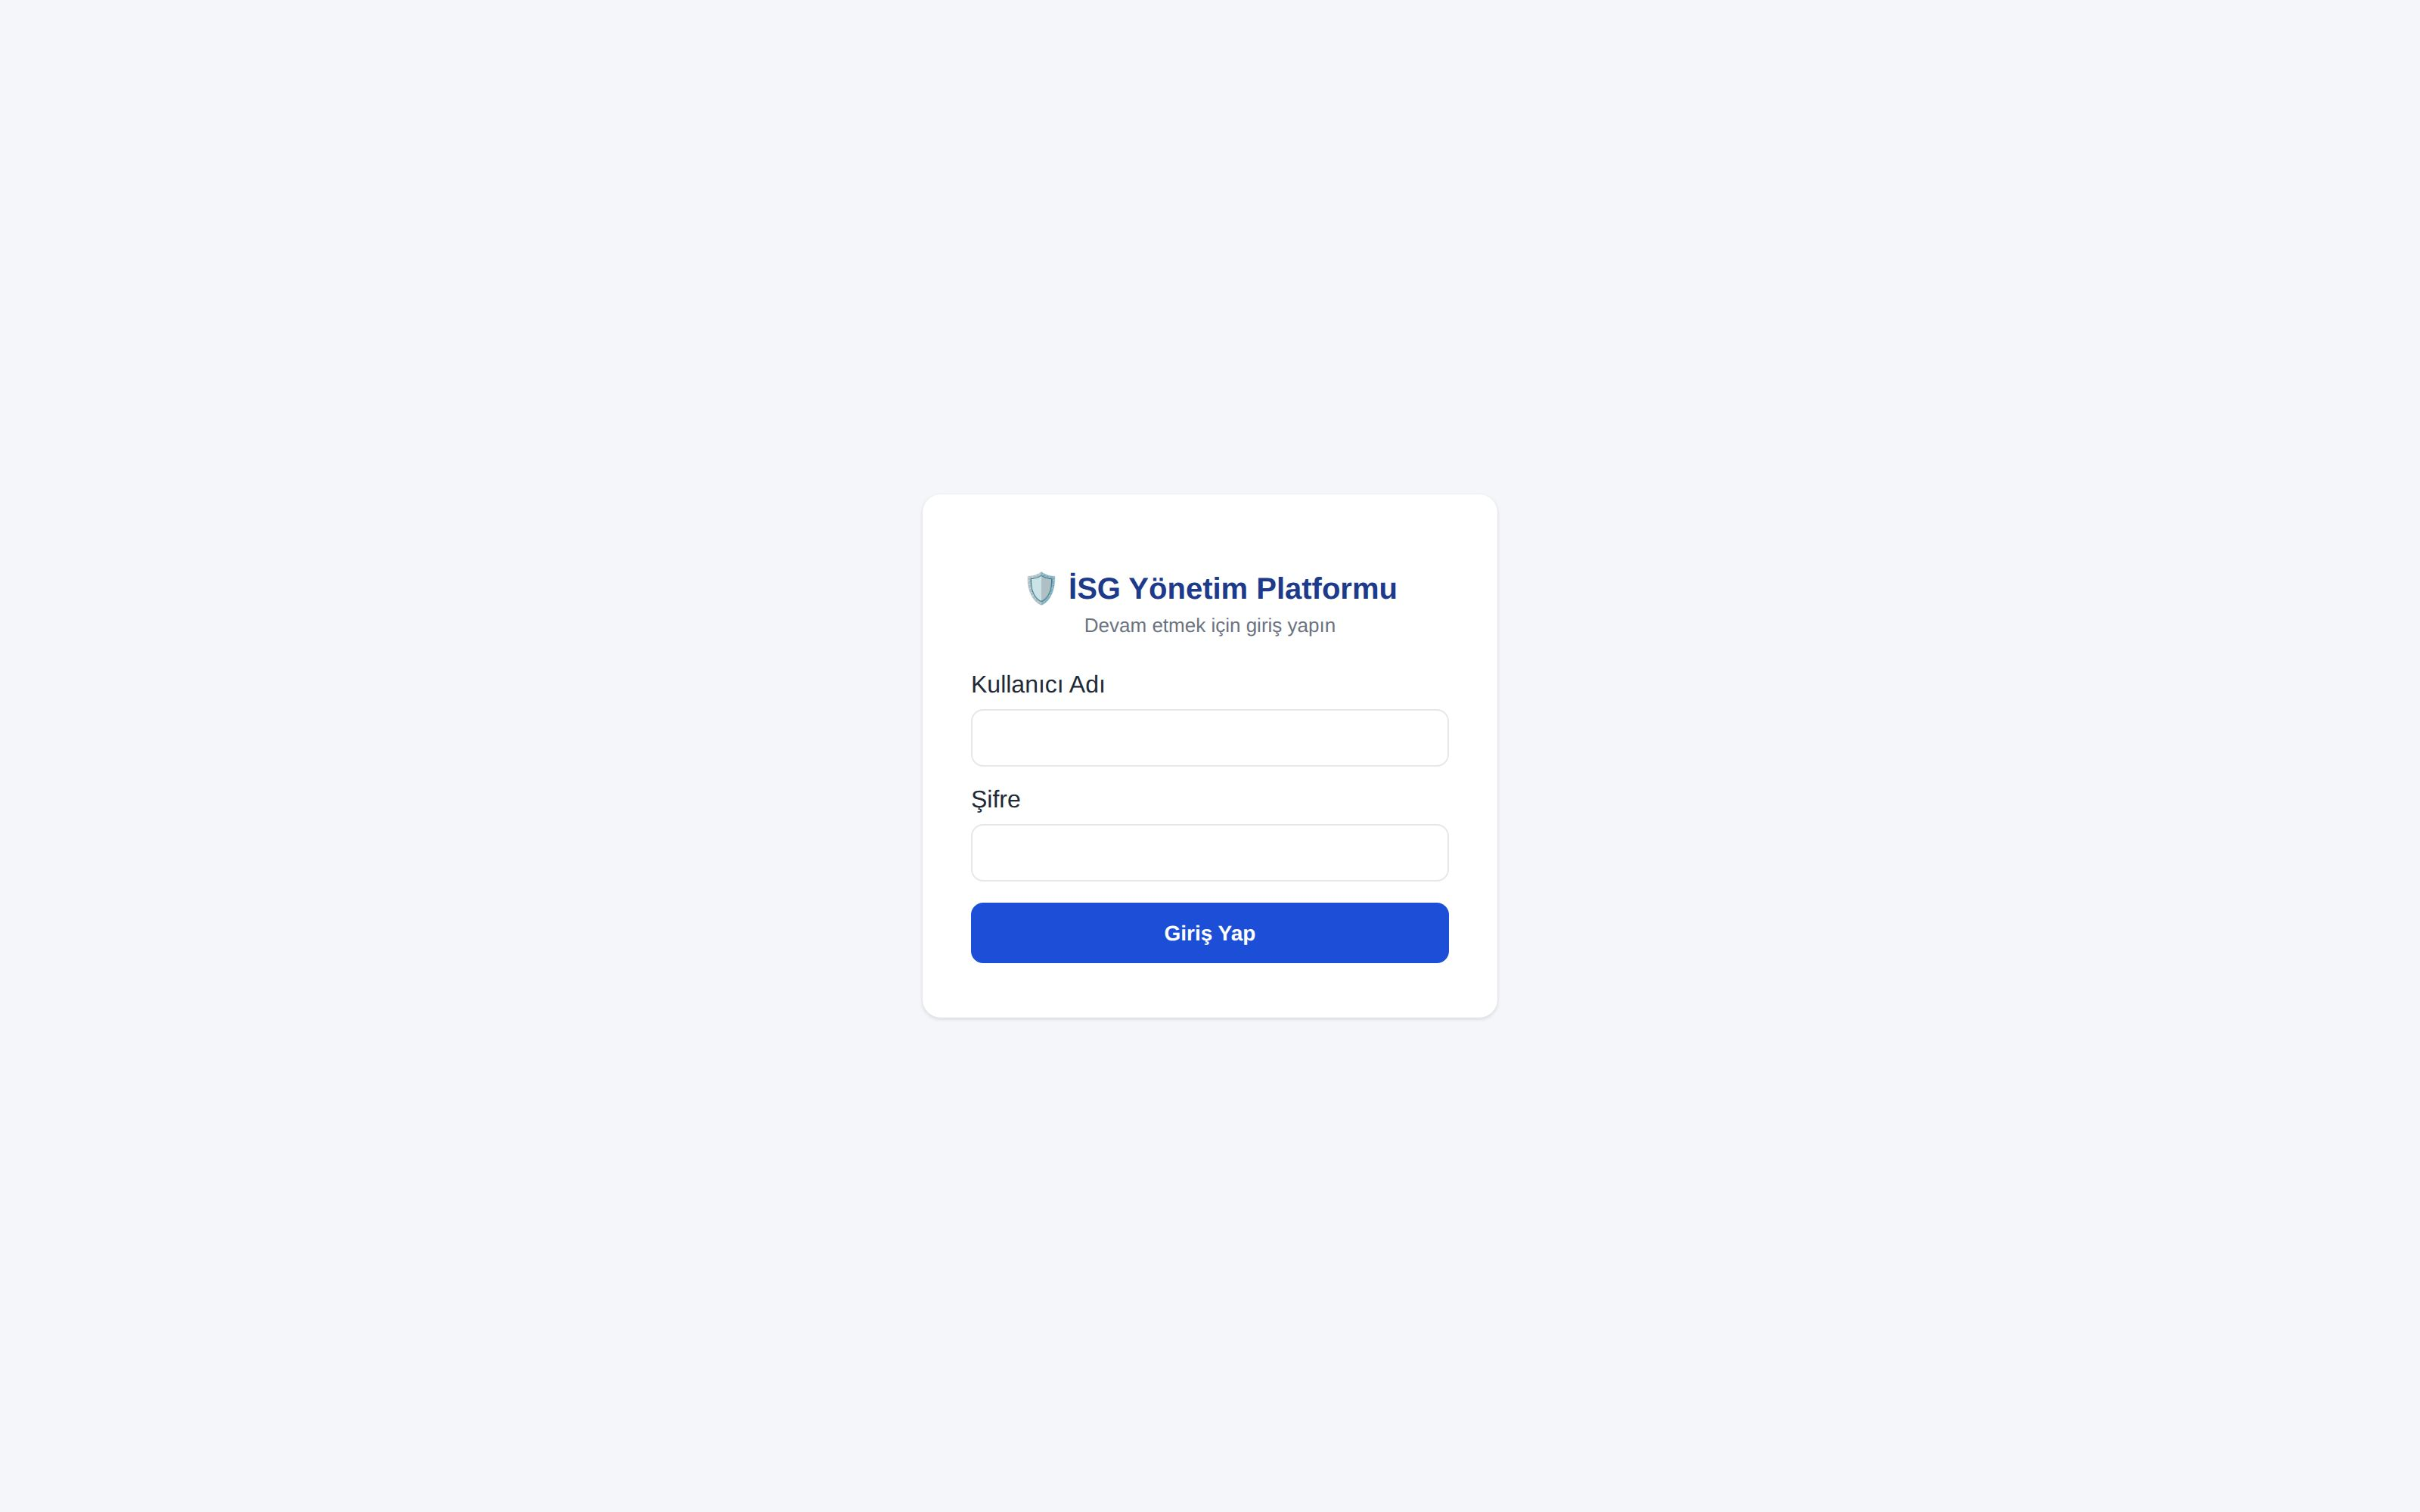 🛡️ İSG Yönetim Platformu
Devam etmek için giriş yapın
Kullanıcı Adı
Şifre
Giriş Yap